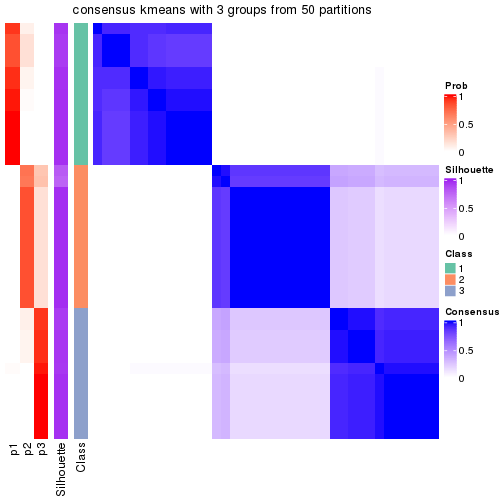 consensus kmeans with 3 groups from 50 partitions
Prob
1
0.5
0
Silhouette
1
0.5
0
Class
1
2
3
Consensus
1
0.5
0
p1
p2
p3
Silhouette
Class